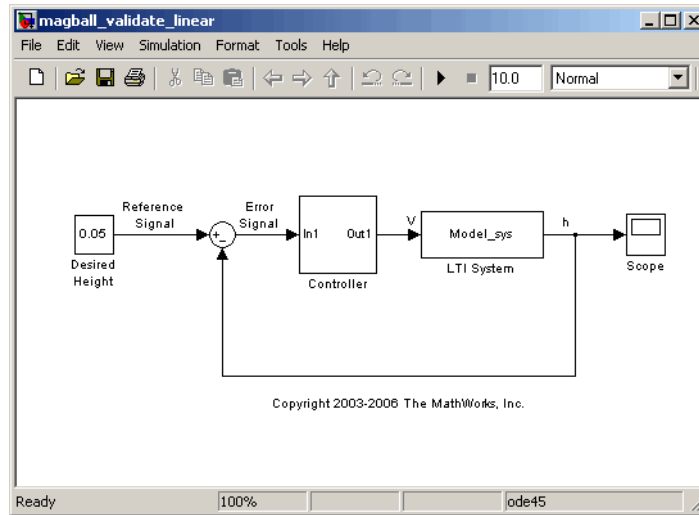 magball_validate_linear
File Edit View Simulation Format Tools Help
10.0 Normal
Reference
Signal
Error
Signal
0.05
Desired
Height
In1 Out1
Controller
V
Model_sys
LTI System
h
Scope
Copyright 2003-2006 The MathWorks, Inc.
Ready 100% ode45